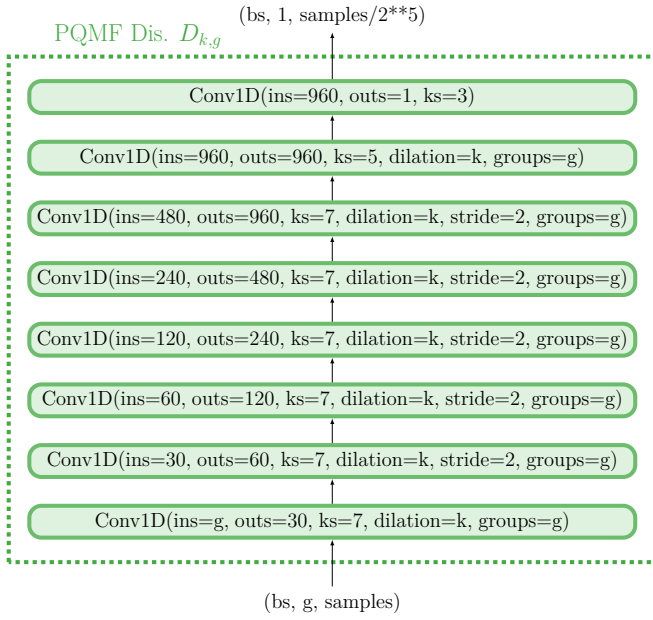 (bs, 1, samples/2**5)
PQMF Dis. D_{k,g}
Conv1D(ins=960, outs=1, ks=3)
Conv1D(ins=960, outs=960, ks=5, dilation=k, groups=g)
Conv1D(ins=480, outs=960, ks=7, dilation=k, stride=2, groups=g)
Conv1D(ins=240, outs=480, ks=7, dilation=k, stride=2, groups=g)
Conv1D(ins=120, outs=240, ks=7, dilation=k, stride=2, groups=g)
Conv1D(ins=60, outs=120, ks=7, dilation=k, stride=2, groups=g)
Conv1D(ins=30, outs=60, ks=7, dilation=k, stride=2, groups=g)
Conv1D(ins=g, outs=30, ks=7, dilation=k, groups=g)
(bs, g, samples)